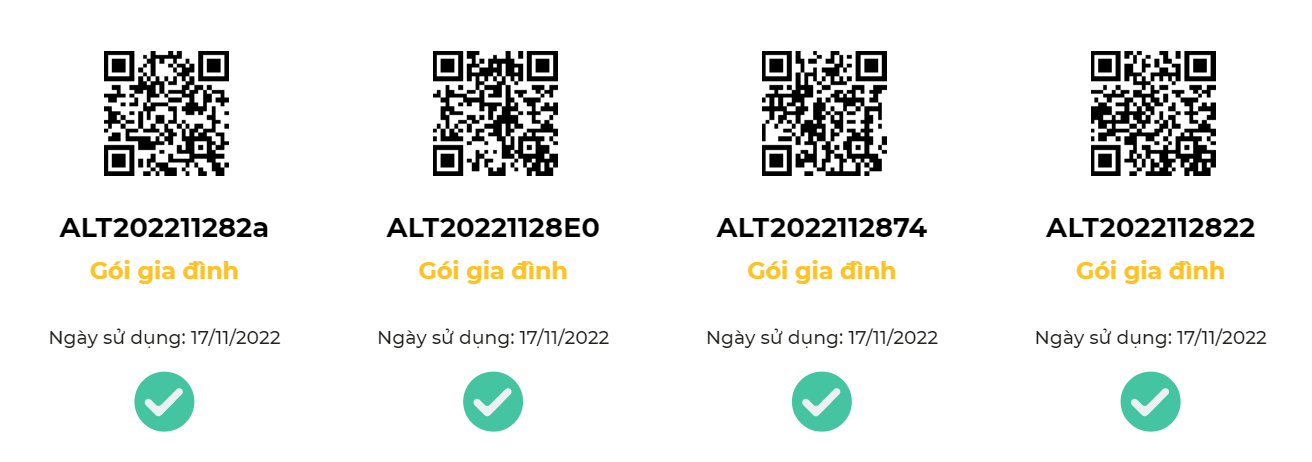 ALT202211282a
Gói gia đình
Ngày sử dụng: 17/11/2022
ALT20221128E0
Gói gia đình
Ngày sử dụng: 17/11/2022
ALT2022112874
Gói gia đình
Ngày sử dụng: 17/11/2022
ALT2022112822
Gói gia đình
Ngày sử dụng: 17/11/2022